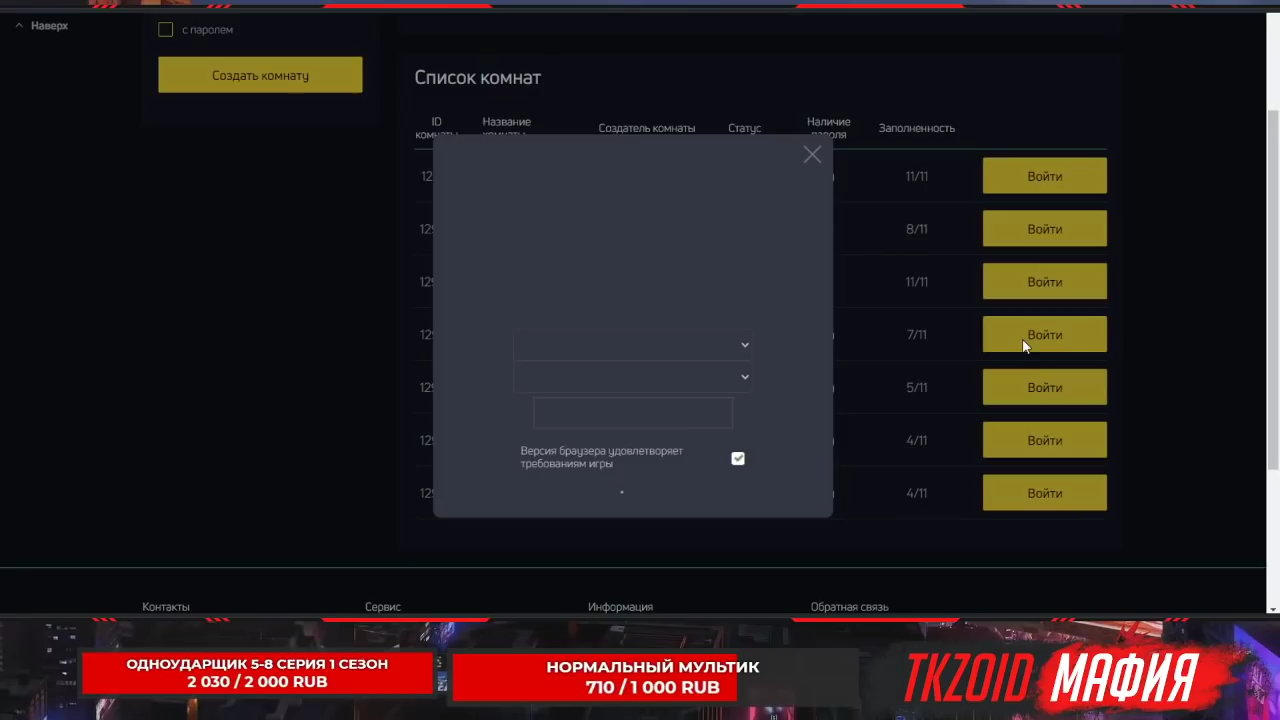 Наверх
с паролем
Создать комнату
Список комнат
ID
Название
Создатель комнаты
Статус
Наличие
Заполненность
11/11
Войти
8/11
Войти
11/11
Войти
7/11
Войти
5/11
Войти
4/11
Войти
4/11
Войти
Версия браузера удовлетворяет
требованиям игры
Контакты
Сервис
Информация
Обратная связь
ОДНОУДАРЩИК 5-8 СЕРИЯ 1 СЕЗОН
2 030 / 2 000 RUB
НОРМАЛЬНЫЙ МУЛЬТИК
710 / 1 000 RUB
TKZOID МАФИЯ